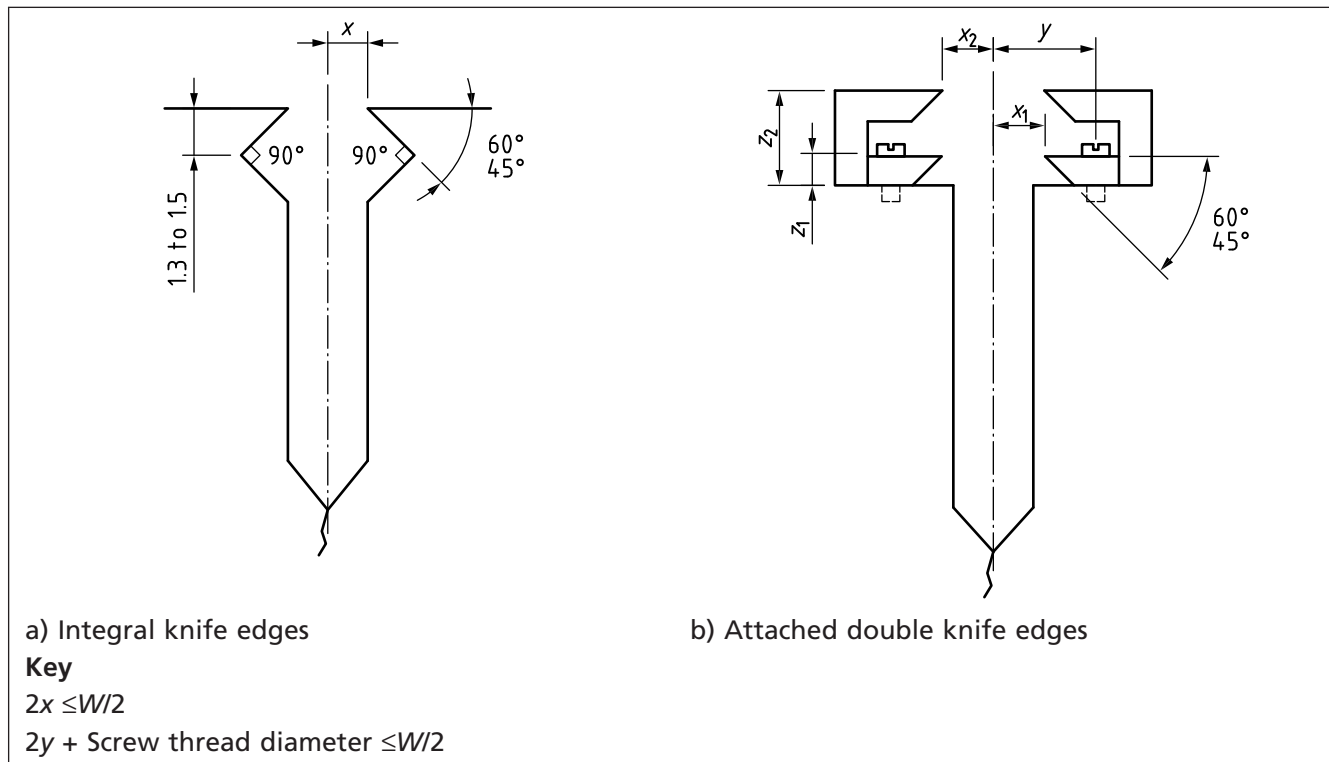 x
90° 90°
60°
45°
1.3 to 1.5
x₂ y
x₁
z₂
z₁
60°
45°
a) Integral knife edges
b) Attached double knife edges
Key
2x ≤W/2
2y + Screw thread diameter ≤W/2